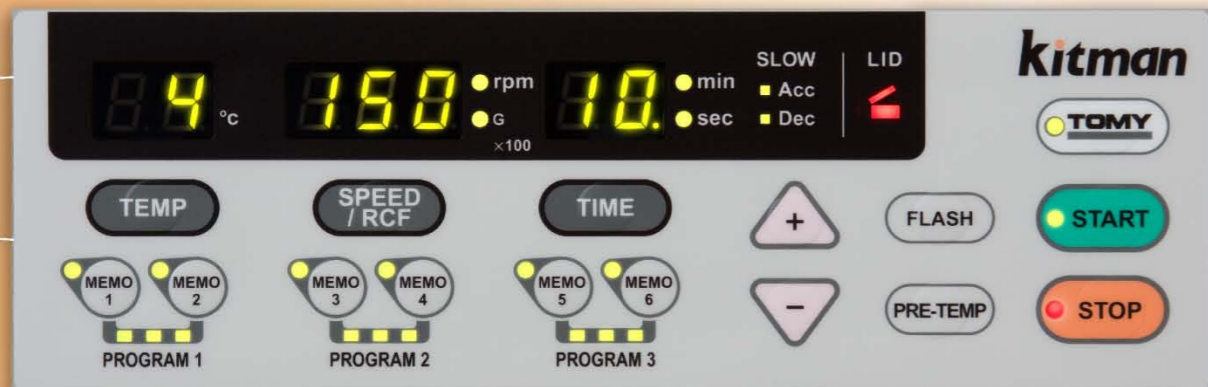 kitman
SLOW
LID
4 °C
150
rpm
G
×100
10.
min
sec
Acc
Dec
TOMY
TEMP
SPEED
/ RCF
TIME
+
FLASH
START
MEMO
1
MEMO
2
MEMO
3
MEMO
4
MEMO
5
MEMO
6
−
PRE-TEMP
STOP
PROGRAM 1
PROGRAM 2
PROGRAM 3